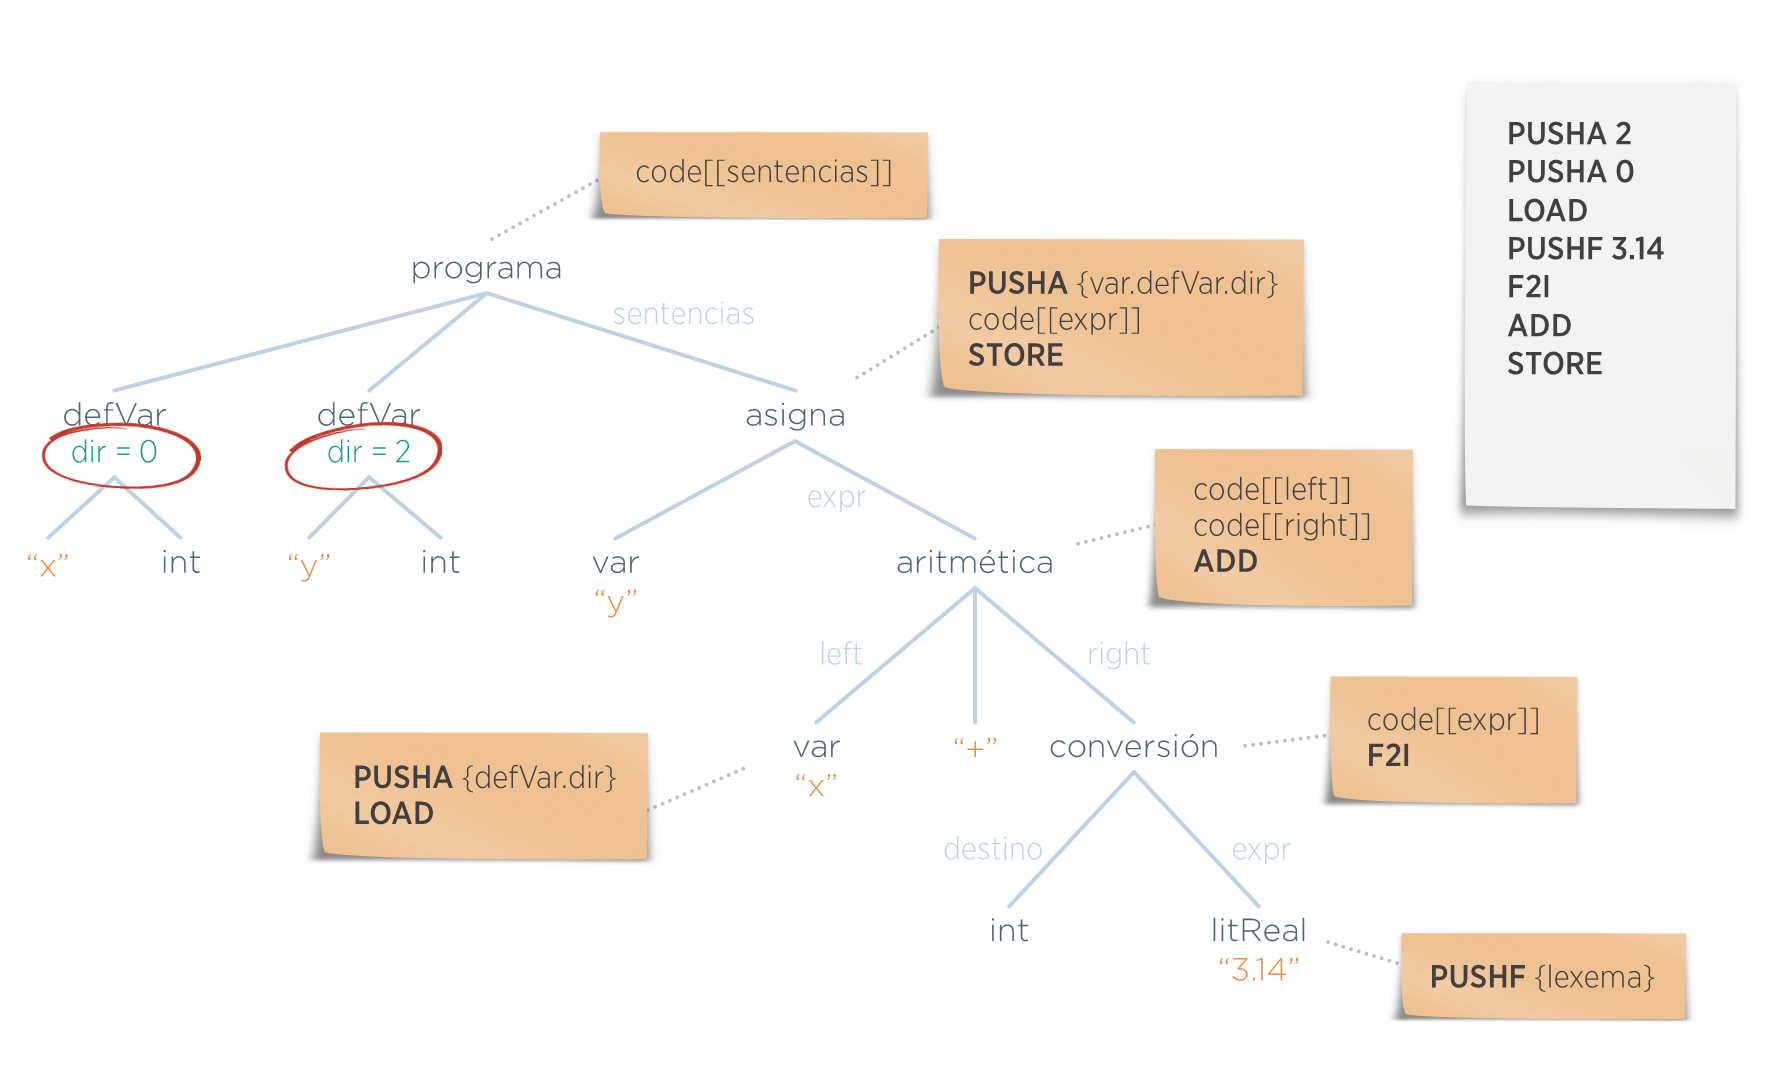 code[[sentencias]]
PUSHA 2
PUSHA 0
LOAD
PUSHF 3.14
F2I
ADD
STORE
programa
sentencias
PUSHA {var.defVar.dir}
code[[expr]]
STORE
defVar
dir = 0
defVar
dir = 2
asigna
“x”
int
“y”
int
expr
var
“y”
aritmética
code[[left]]
code[[right]]
ADD
left
right
var
“x”
“+”
conversión
code[[expr]]
F2I
PUSHA {defVar.dir}
LOAD
destino
expr
int
litReal
“3.14”
PUSHF {lexema}